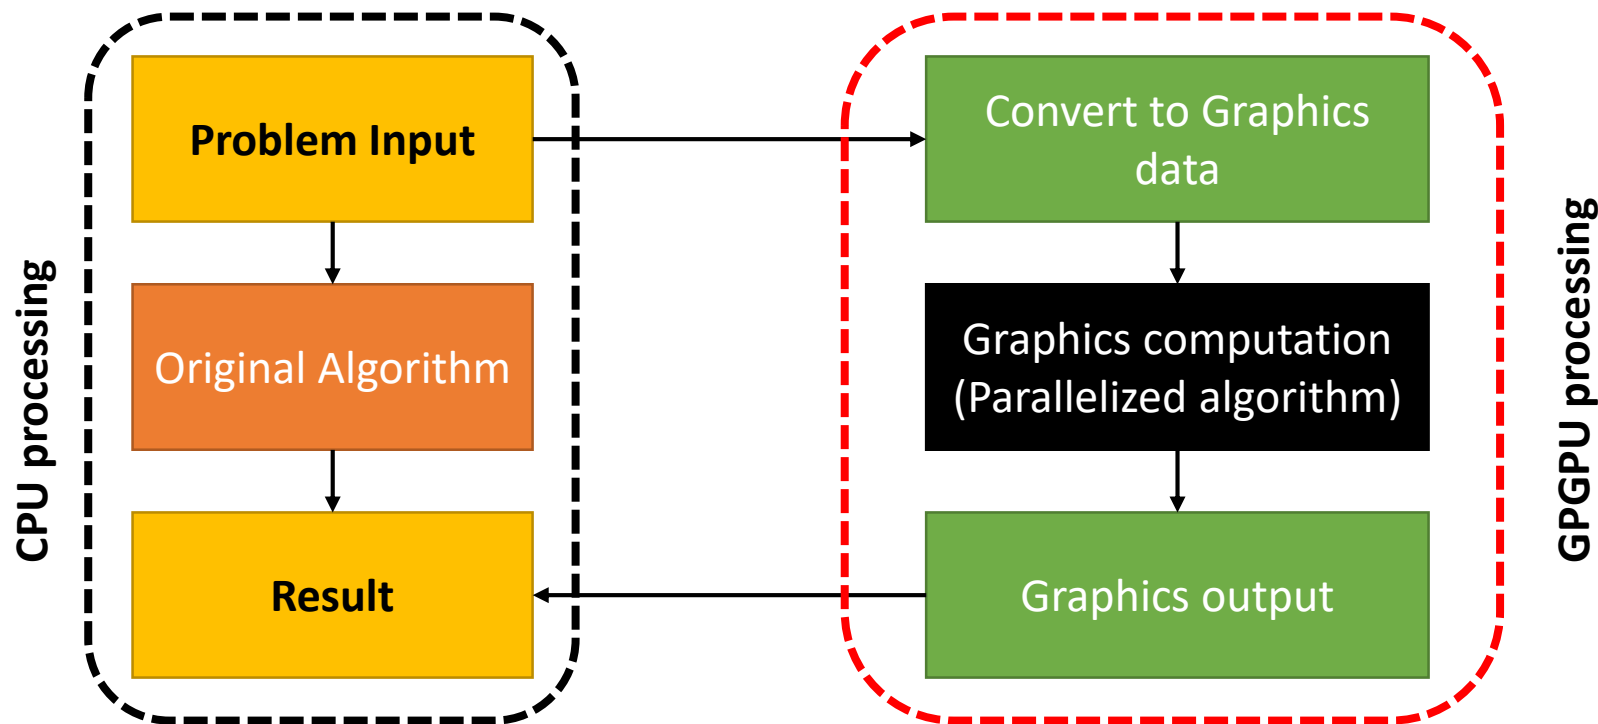 CPU processing
Problem Input
Original Algorithm
Result
Convert to Graphics
data
Graphics computation
(Parallelized algorithm)
Graphics output
GPGPU processing